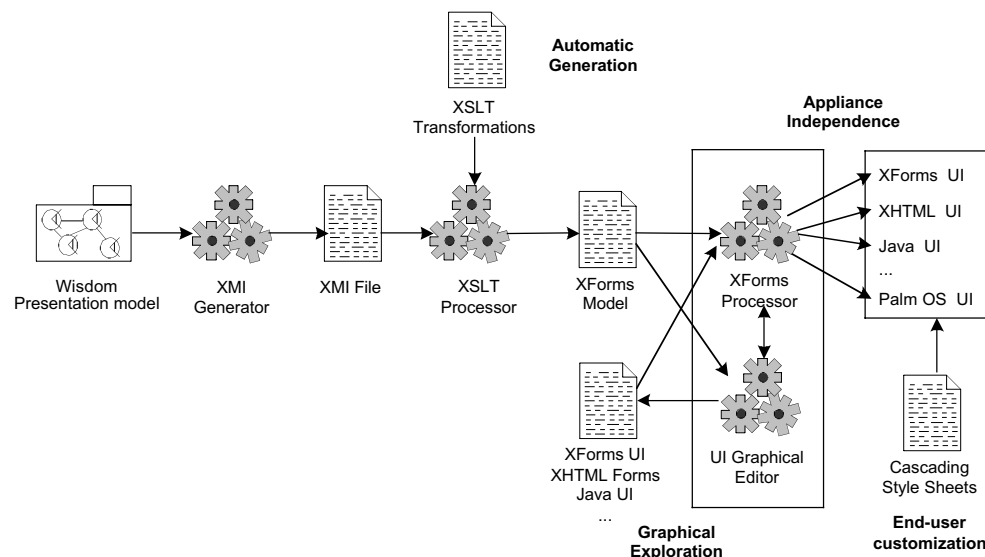 Automatic
Generation
XSLT
Transformations
Appliance
Independence
XForms UI
XHTML UI
Java UI
...
Palm OS UI
Wisdom
Presentation model
XMI
Generator
XMI File
XSLT
Processor
XForms
Model
XForms
Processor
XForms UI
XHTML Forms
Java UI
...
UI Graphical
Editor
Cascading
Style Sheets
Graphical
Exploration
End-user
customization